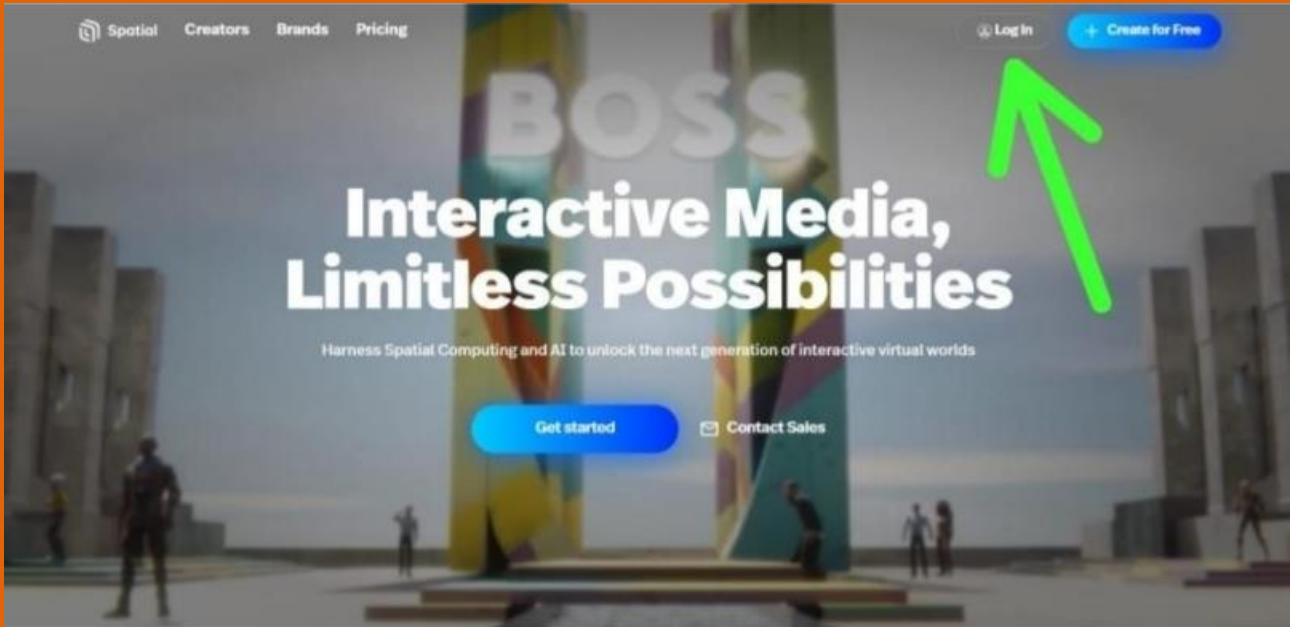 Spatial Creators Brands Pricing
Log In
Create for Free
BOSS
Interactive Media,
Limitless Possibilities
Harness Spatial Computing and AI to unlock the next generation of interactive virtual worlds
Get started
Contact Sales